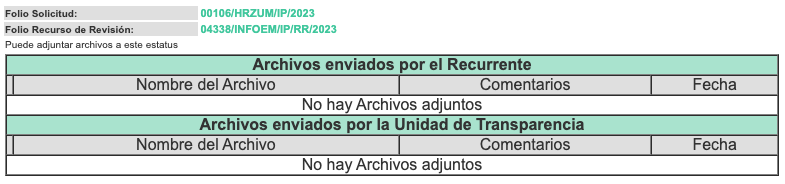 Folio Solicitud: 00106/HRZUM/IP/2023
Folio Recurso de Revisión: 04338/INFOEM/IP/RR/2023
Puede adjuntar archivos a este estatus
Archivos enviados por el Recurrente
Nombre del Archivo Comentarios Fecha
No hay Archivos adjuntos
Archivos enviados por la Unidad de Transparencia
Nombre del Archivo Comentarios Fecha
No hay Archivos adjuntos